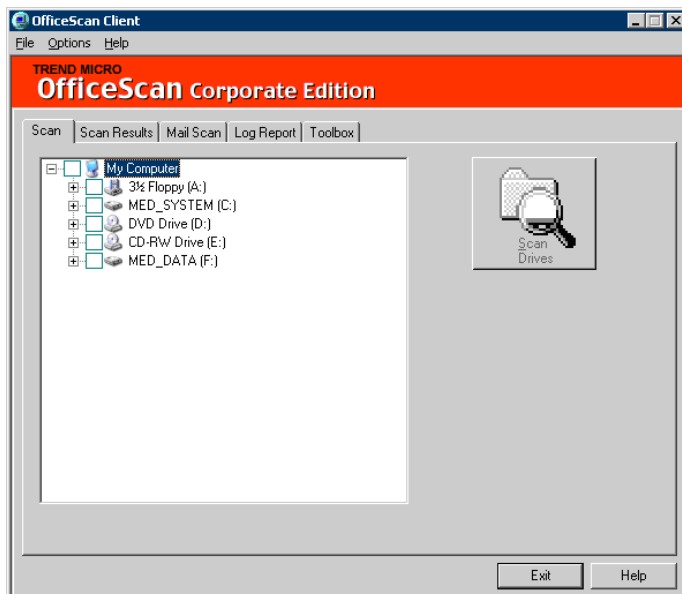 OfficeScan Client
File Options Help
TREND MICRO
OfficeScan Corporate Edition
Scan Scan Results Mail Scan Log Report Toolbox
My Computer
3½ Floppy (A:)
MED_SYSTEM (C:)
DVD Drive (D:)
CD-RW Drive (E:)
MED_DATA (F:)
Scan
Drives
Exit Help